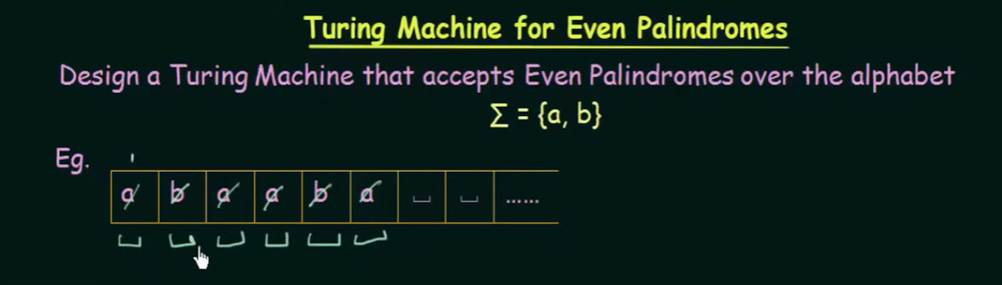 Turing Machine for Even Palindromes
Design a Turing Machine that accepts Even Palindromes over the alphabet
Σ = {a, b}
Eg.
a b a a b a ⊔ ⊔ ......
⊔ ⊔ ⊔ ⊔ ⊔ ⊔